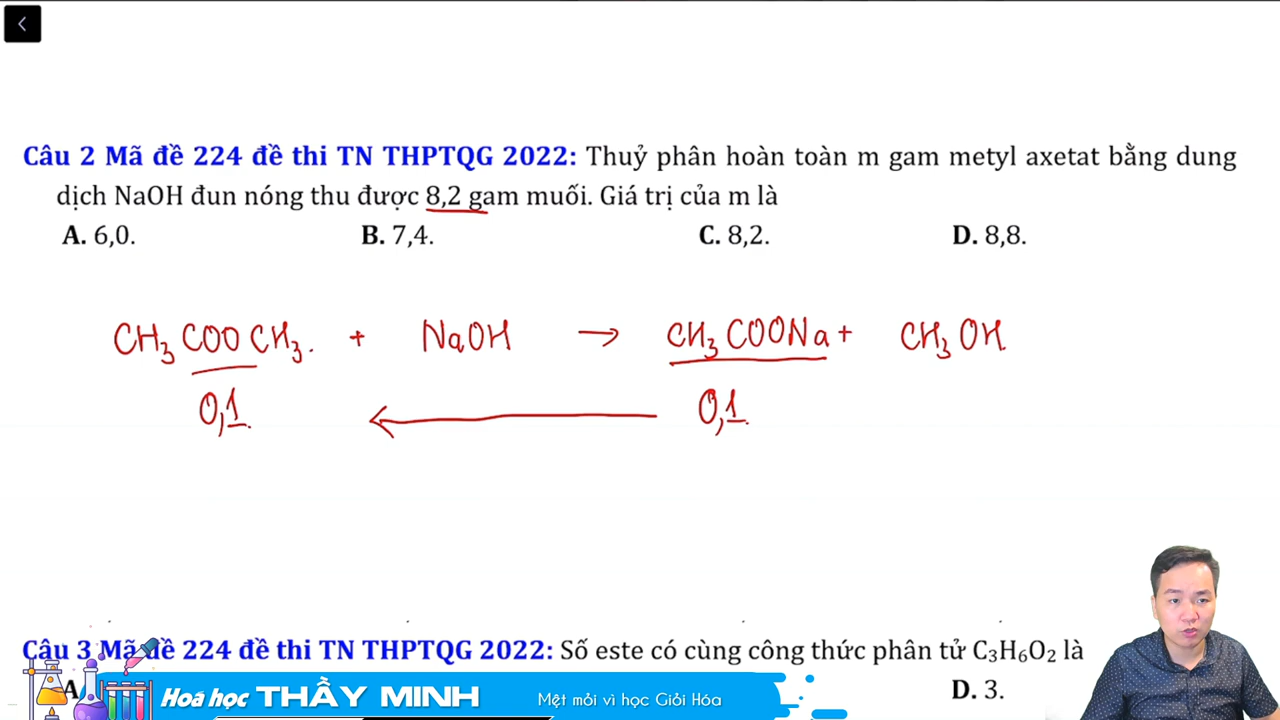 Câu 2 Mã đề 224 đề thi TN THPTQG 2022: Thuỷ phân hoàn toàn m gam metyl axetat bằng dung
dịch NaOH đun nóng thu được 8,2 gam muối. Giá trị của m là
A. 6,0. B. 7,4. C. 8,2. D. 8,8.
CH₃COOCH₃. + NaOH → CH₃COONa + CH₃OH
0,1. ← 0,1.
Câu 3 Mã đề 224 đề thi TN THPTQG 2022: Số este có cùng công thức phân tử C₃H₆O₂ là
A D. 3.
Hoá học THẦY MINH Mệt mỏi vì học Giỏi Hóa